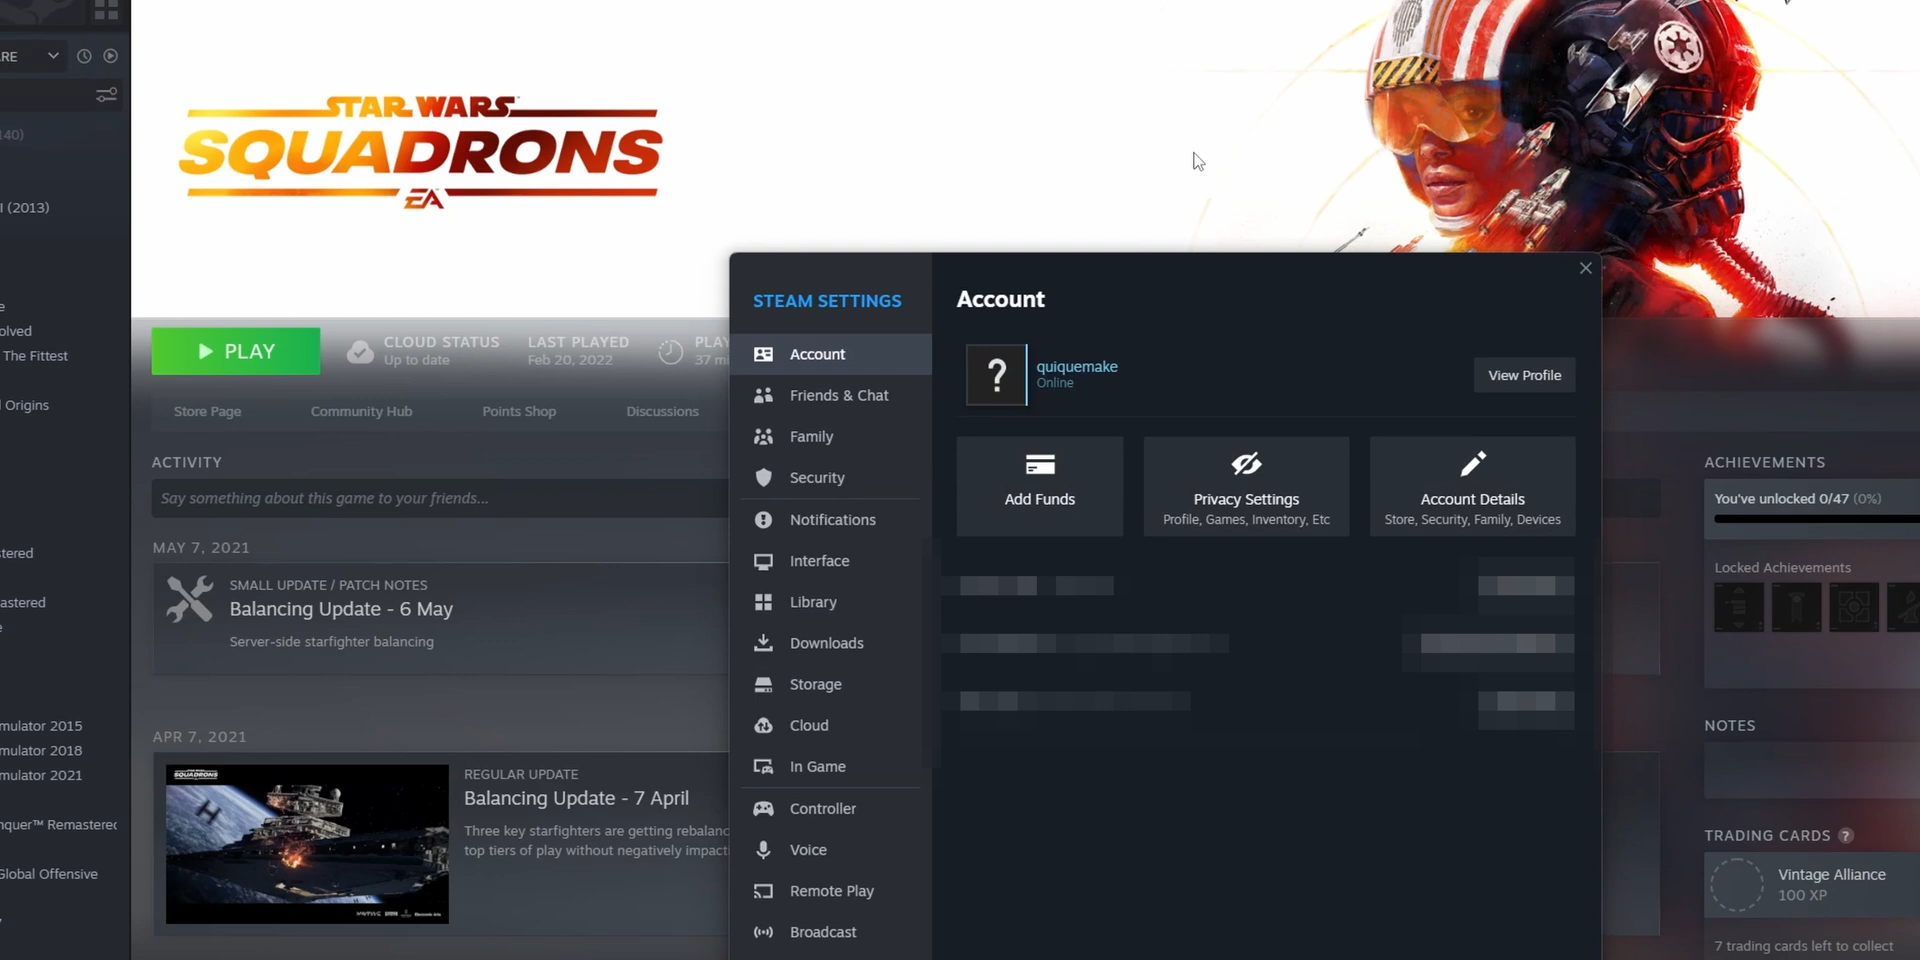 RE
40)
I (2013)
e
olved
The Fittest
l Origins
stered
astered
e
mulator 2015
mulator 2018
mulator 2021
nquer™ Remastered
Global Offensive
STAR WARS
SQUADRONS
EA
PLAY
CLOUD STATUS
Up to date
LAST PLAYED
Feb 20, 2022
PLA
37 mi
Store Page
Community Hub
Points Shop
Discussions
ACTIVITY
Say something about this game to your friends...
MAY 7, 2021
SMALL UPDATE / PATCH NOTES
Balancing Update - 6 May
Server-side starfighter balancing
APR 7, 2021
SQUADRONS
REGULAR UPDATE
Balancing Update - 7 April
Three key starfighters are getting rebalanc
top tiers of play without negatively impacti
STEAM SETTINGS
Account
Friends & Chat
Family
Security
Notifications
Interface
Library
Downloads
Storage
Cloud
In Game
Controller
Voice
Remote Play
Broadcast
Account
?
quiquemake
Online
View Profile
Add Funds
Privacy Settings
Profile, Games, Inventory, Etc
Account Details
Store, Security, Family, Devices
ACHIEVEMENTS
You've unlocked 0/47 (0%)
Locked Achievements
NOTES
TRADING CARDS ?
Vintage Alliance
100 XP
7 trading cards left to collect